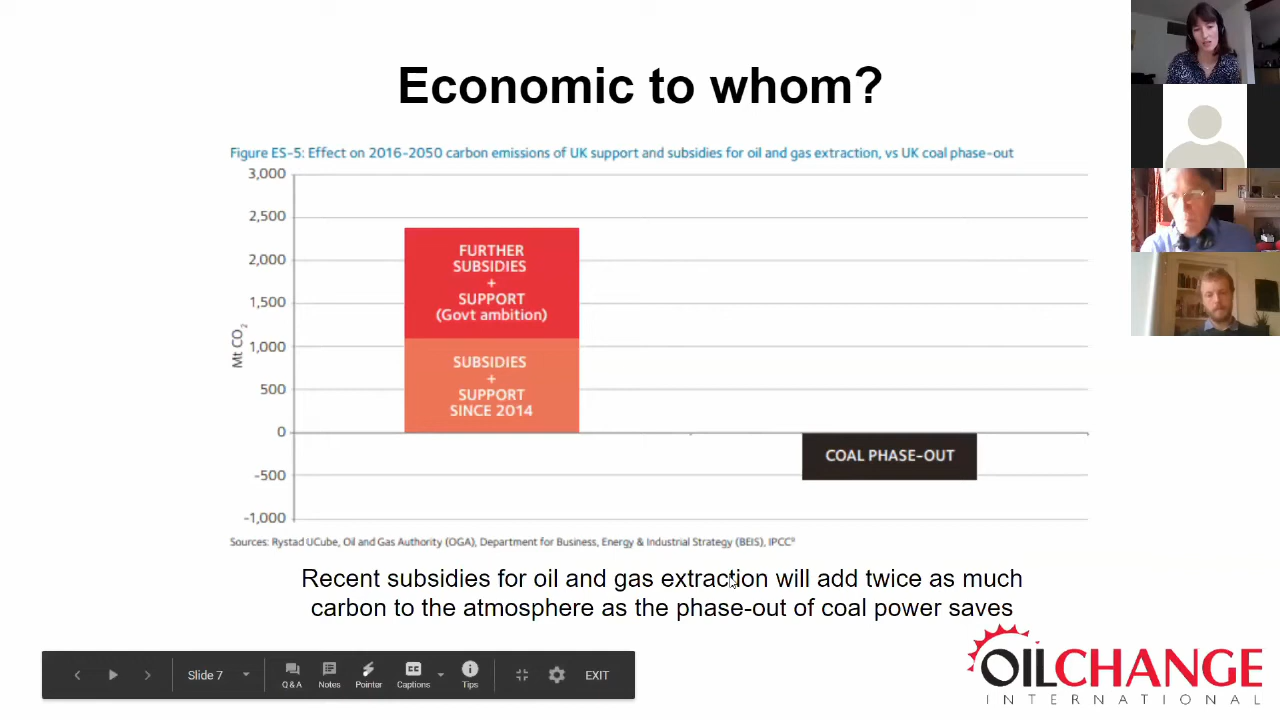 Economic to whom?
Figure ES-5: Effect on 2016-2050 carbon emissions of UK support and subsidies for oil and gas extraction, vs UK coal phase-out
3,000
2,500
2,000
1,500
1,000
500
0
-500
-1,000
Mt CO₂
FURTHER
SUBSIDIES
+
SUPPORT
(Govt ambition)
SUBSIDIES
+
SUPPORT
SINCE 2014
COAL PHASE-OUT
Sources: Rystad UCube, Oil and Gas Authority (OGA), Department for Business, Energy & Industrial Strategy (BEIS), IPCC⁹
Recent subsidies for oil and gas extraction will add twice as much
carbon to the atmosphere as the phase-out of coal power saves
Slide 7
Q&A
Notes
Pointer
CC
Captions
Tips
EXIT
OILCHANGE
INTERNATIONAL